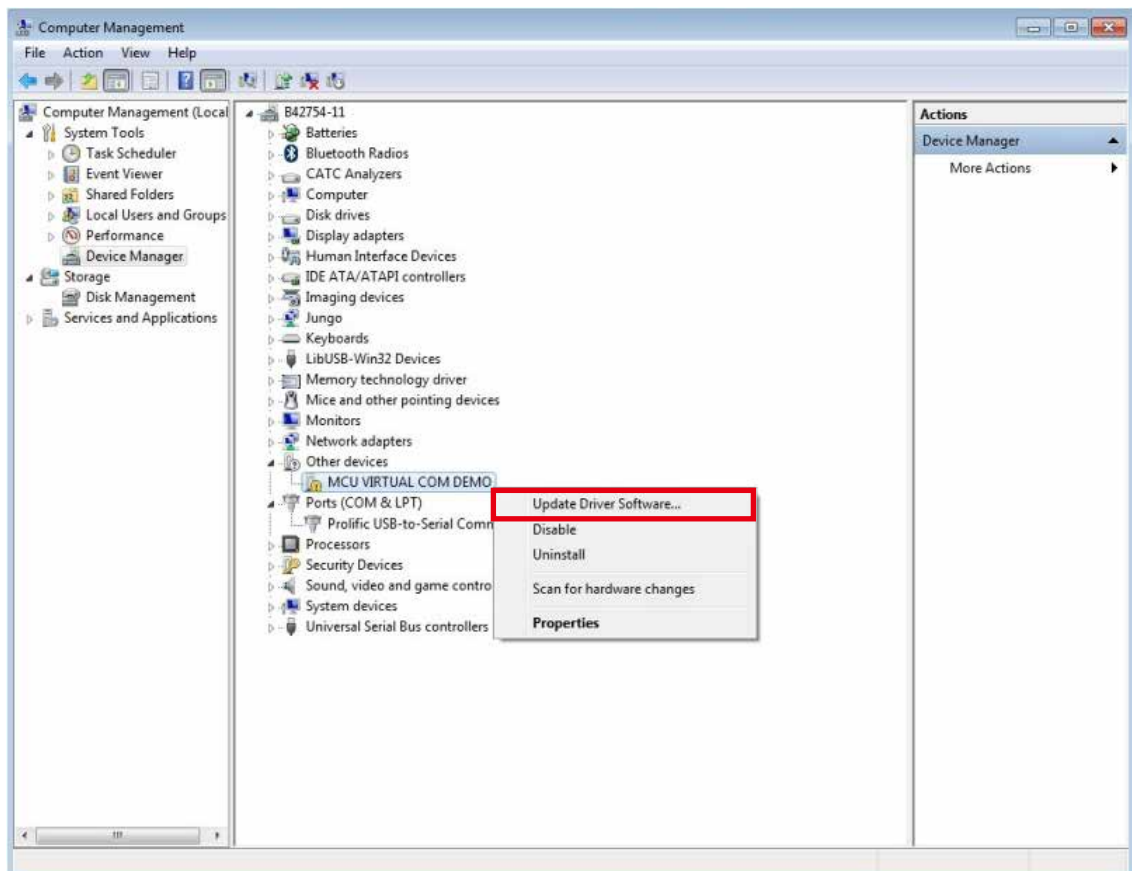 Computer Management
File Action View Help
Computer Management (Local
System Tools
Task Scheduler
Event Viewer
Shared Folders
Local Users and Groups
Performance
Device Manager
Storage
Disk Management
Services and Applications
B42754-11
Batteries
Bluetooth Radios
CATC Analyzers
Computer
Disk drives
Display adapters
Human Interface Devices
IDE ATA/ATAPI controllers
Imaging devices
Jungo
Keyboards
LibUSB-Win32 Devices
Memory technology driver
Mice and other pointing devices
Monitors
Network adapters
Other devices
MCU VIRTUAL COM DEMO
Ports (COM & LPT)
Prolific USB-to-Serial Comm
Processors
Security Devices
Sound, video and game contro
System devices
Universal Serial Bus controllers
Update Driver Software...
Disable
Uninstall
Scan for hardware changes
Properties
Actions
Device Manager
More Actions